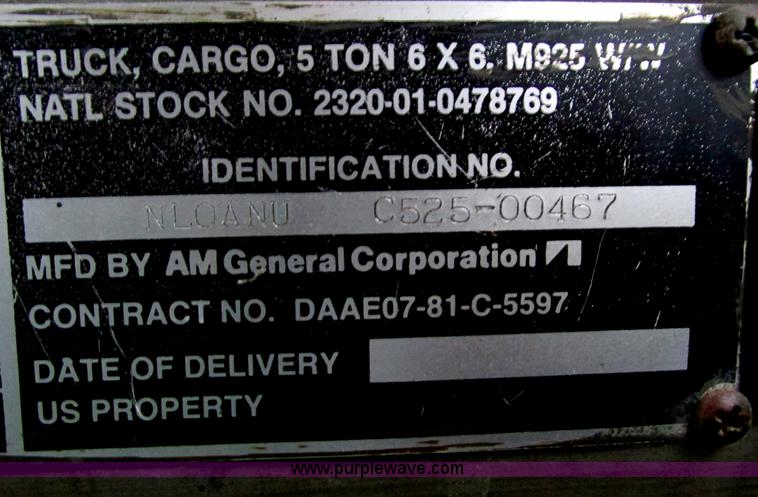 TRUCK, CARGO, 5 TON 6 X 6. M925 W/W
NATL STOCK NO. 2320-01-0478769
IDENTIFICATION NO.
NL0ANU C525-00467
MFD BY AM General Corporation
CONTRACT NO. DAAE07-81-C-5597
DATE OF DELIVERY
US PROPERTY
www.purplewave.com